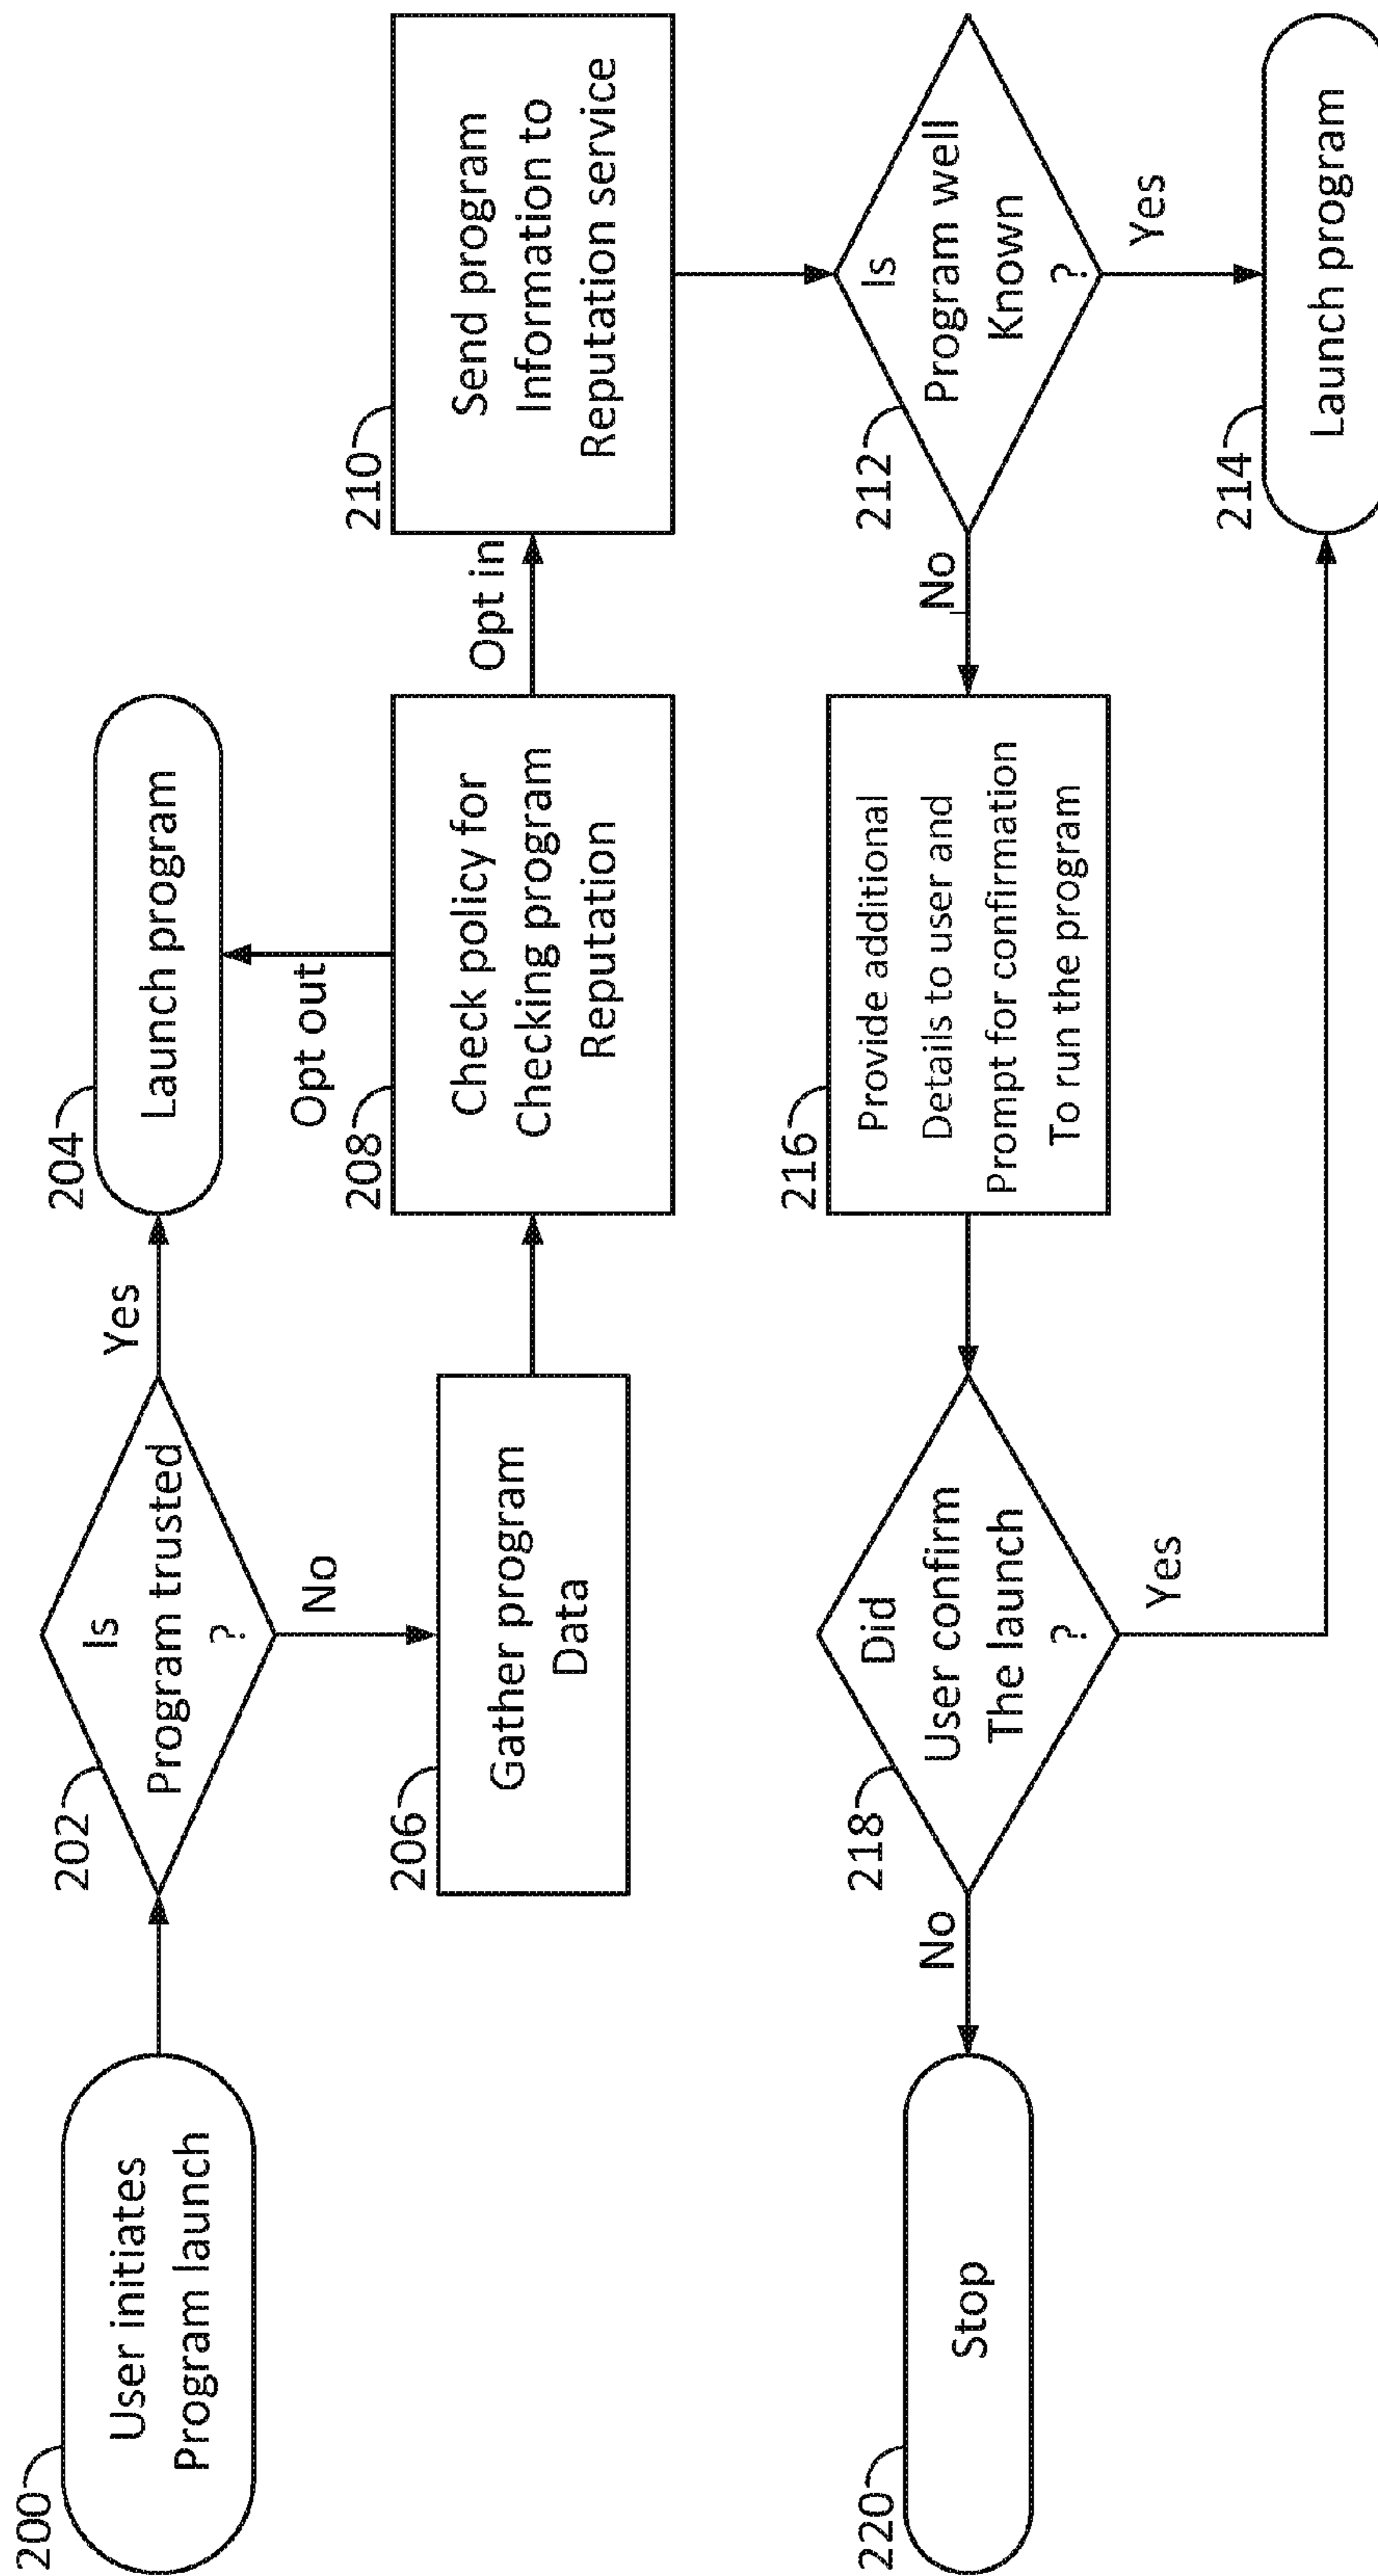 200
User initiates
Program launch
202
Is
Program trusted
?
Yes
No
204
Launch program
206
Gather program
Data
208
Check policy for
Checking program
Reputation
Opt out
Opt in
210
Send program
Information to
Reputation service
212
Is
Program well
Known
?
Yes
No
214
Launch program
216
Provide additional
Details to user and
Prompt for confirmation
To run the program
218
Did
User confirm
The launch
?
Yes
No
220
Stop